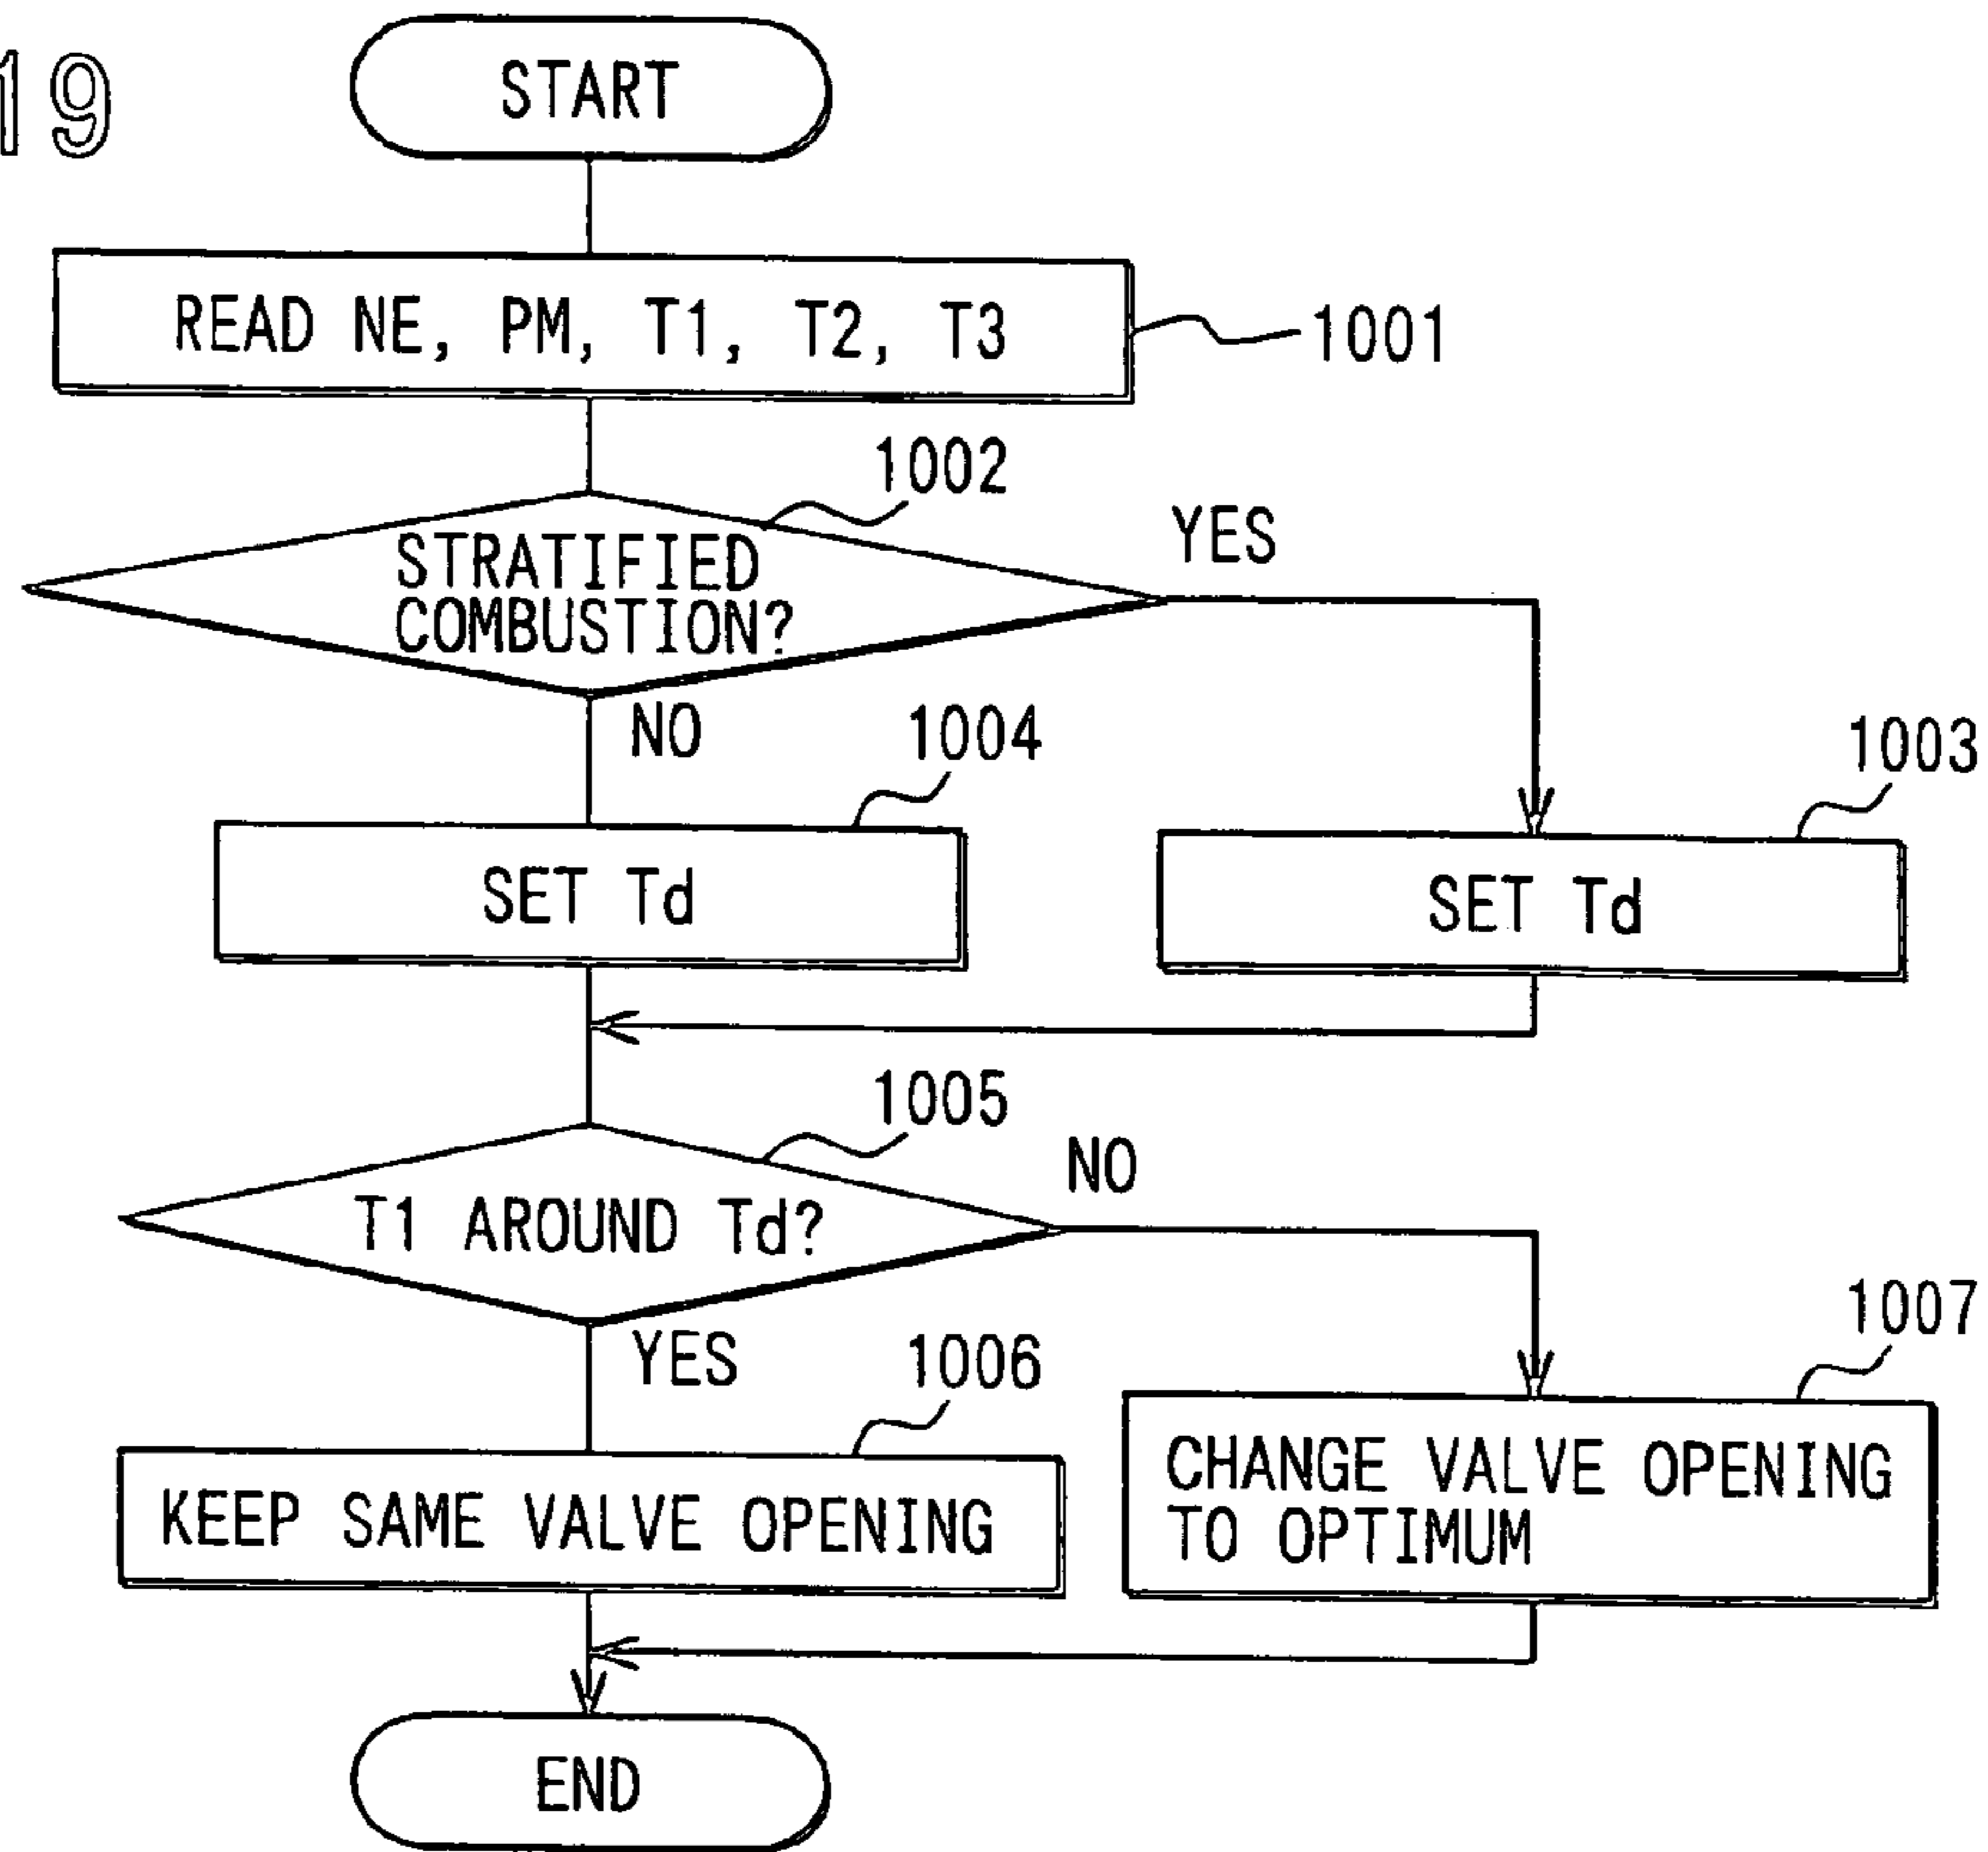 19
START
READ NE, PM, T1, T2, T3
1001
1002
STRATIFIED
COMBUSTION?
YES
NO
1004
1003
SET Td
SET Td
1005
T1 AROUND Td?
NO
YES
1006
1007
KEEP SAME VALVE OPENING
CHANGE VALVE OPENING
TO OPTIMUM
END